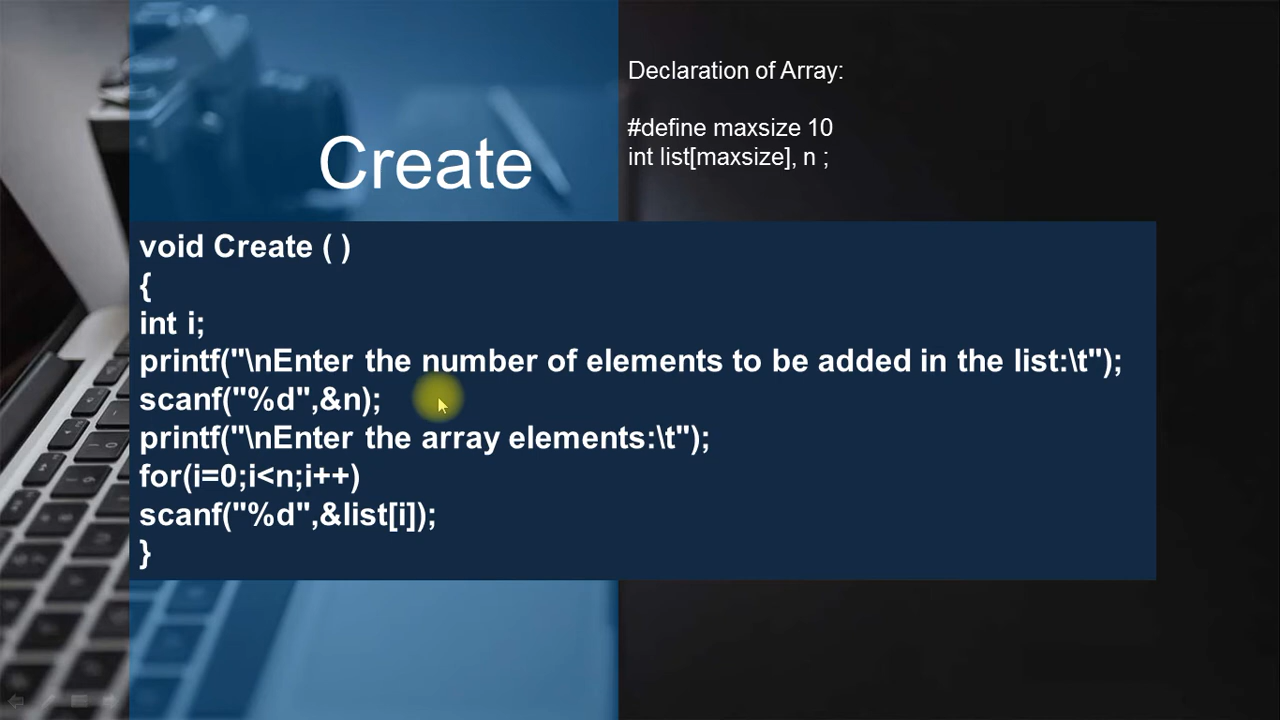 Create
Declaration of Array:
#define maxsize 10
int list[maxsize], n ;
void Create ( )
{
int i;
printf("\nEnter the number of elements to be added in the list:\t");
scanf("%d",&n);
printf("\nEnter the array elements:\t");
for(i=0;i<n;i++)
scanf("%d",&list[i]);
}